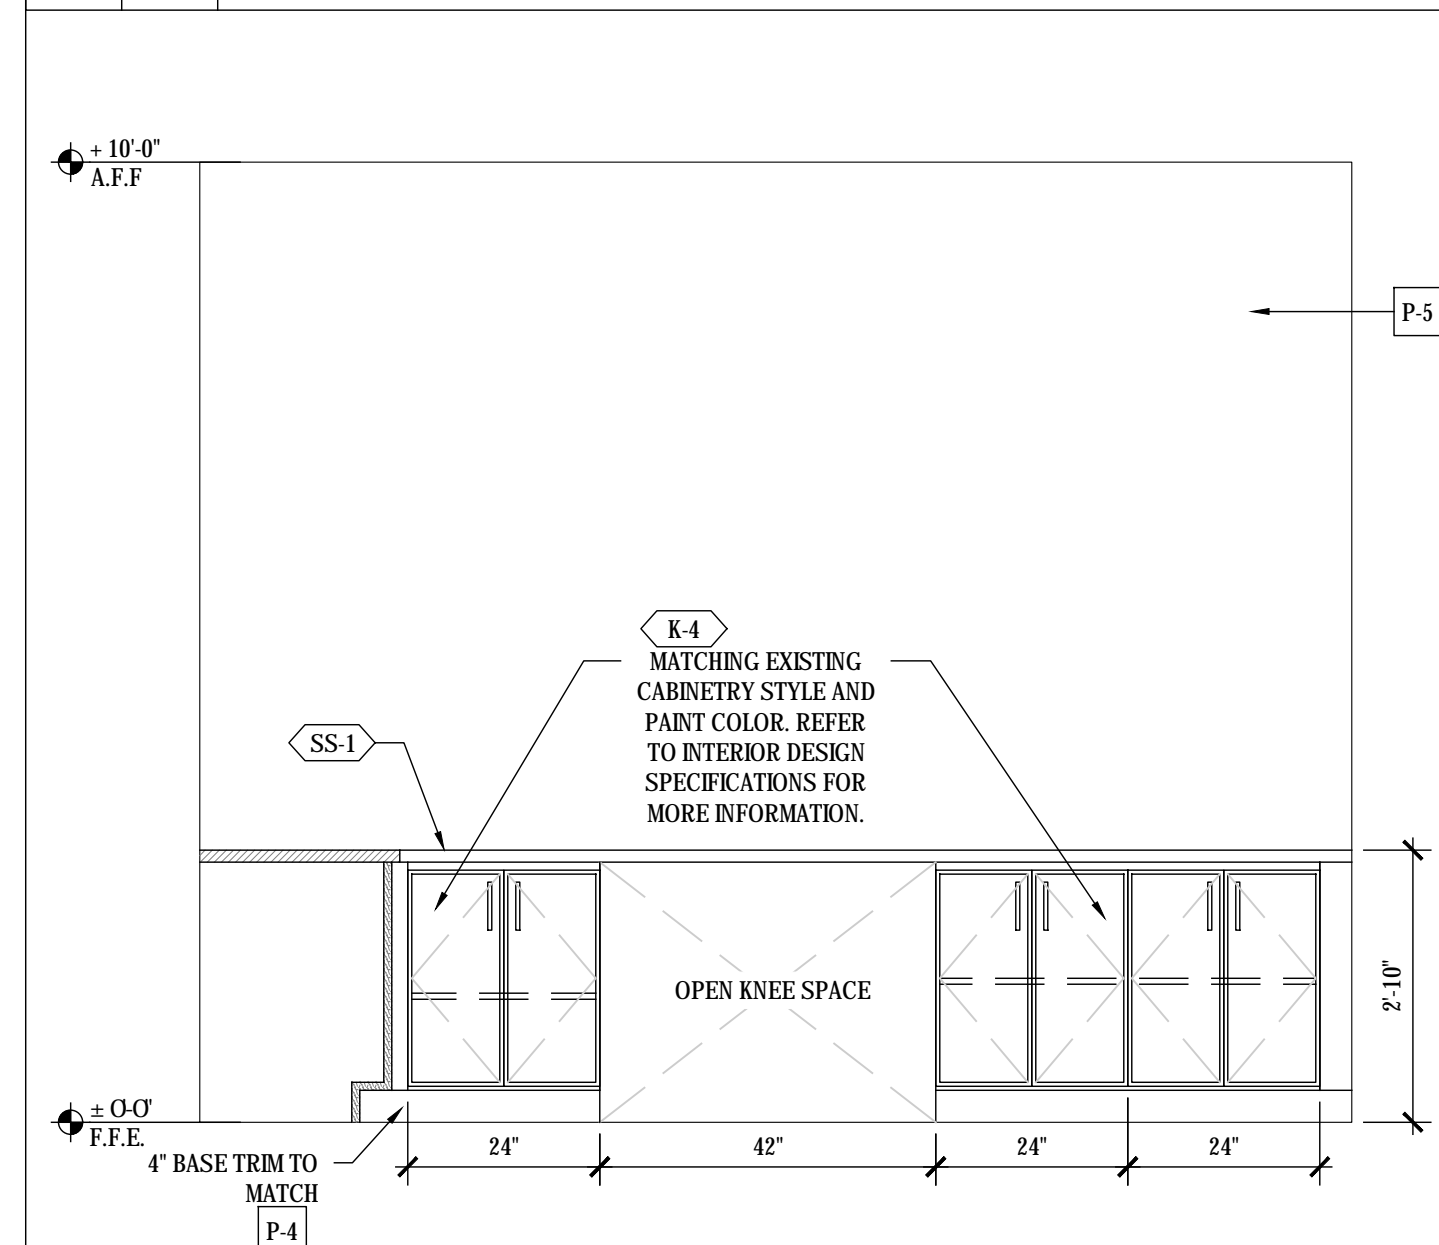 + 10'-0"
A.F.F
P-5
K-4
MATCHING EXISTING
CABINETRY STYLE AND
PAINT COLOR. REFER
TO INTERIOR DESIGN
SPECIFICATIONS FOR
MORE INFORMATION.
SS-1
OPEN KNEE SPACE
2'-10"
± 0'-0"
F.F.E.
24"
42"
24"
24"
4" BASE TRIM TO
MATCH
P-4